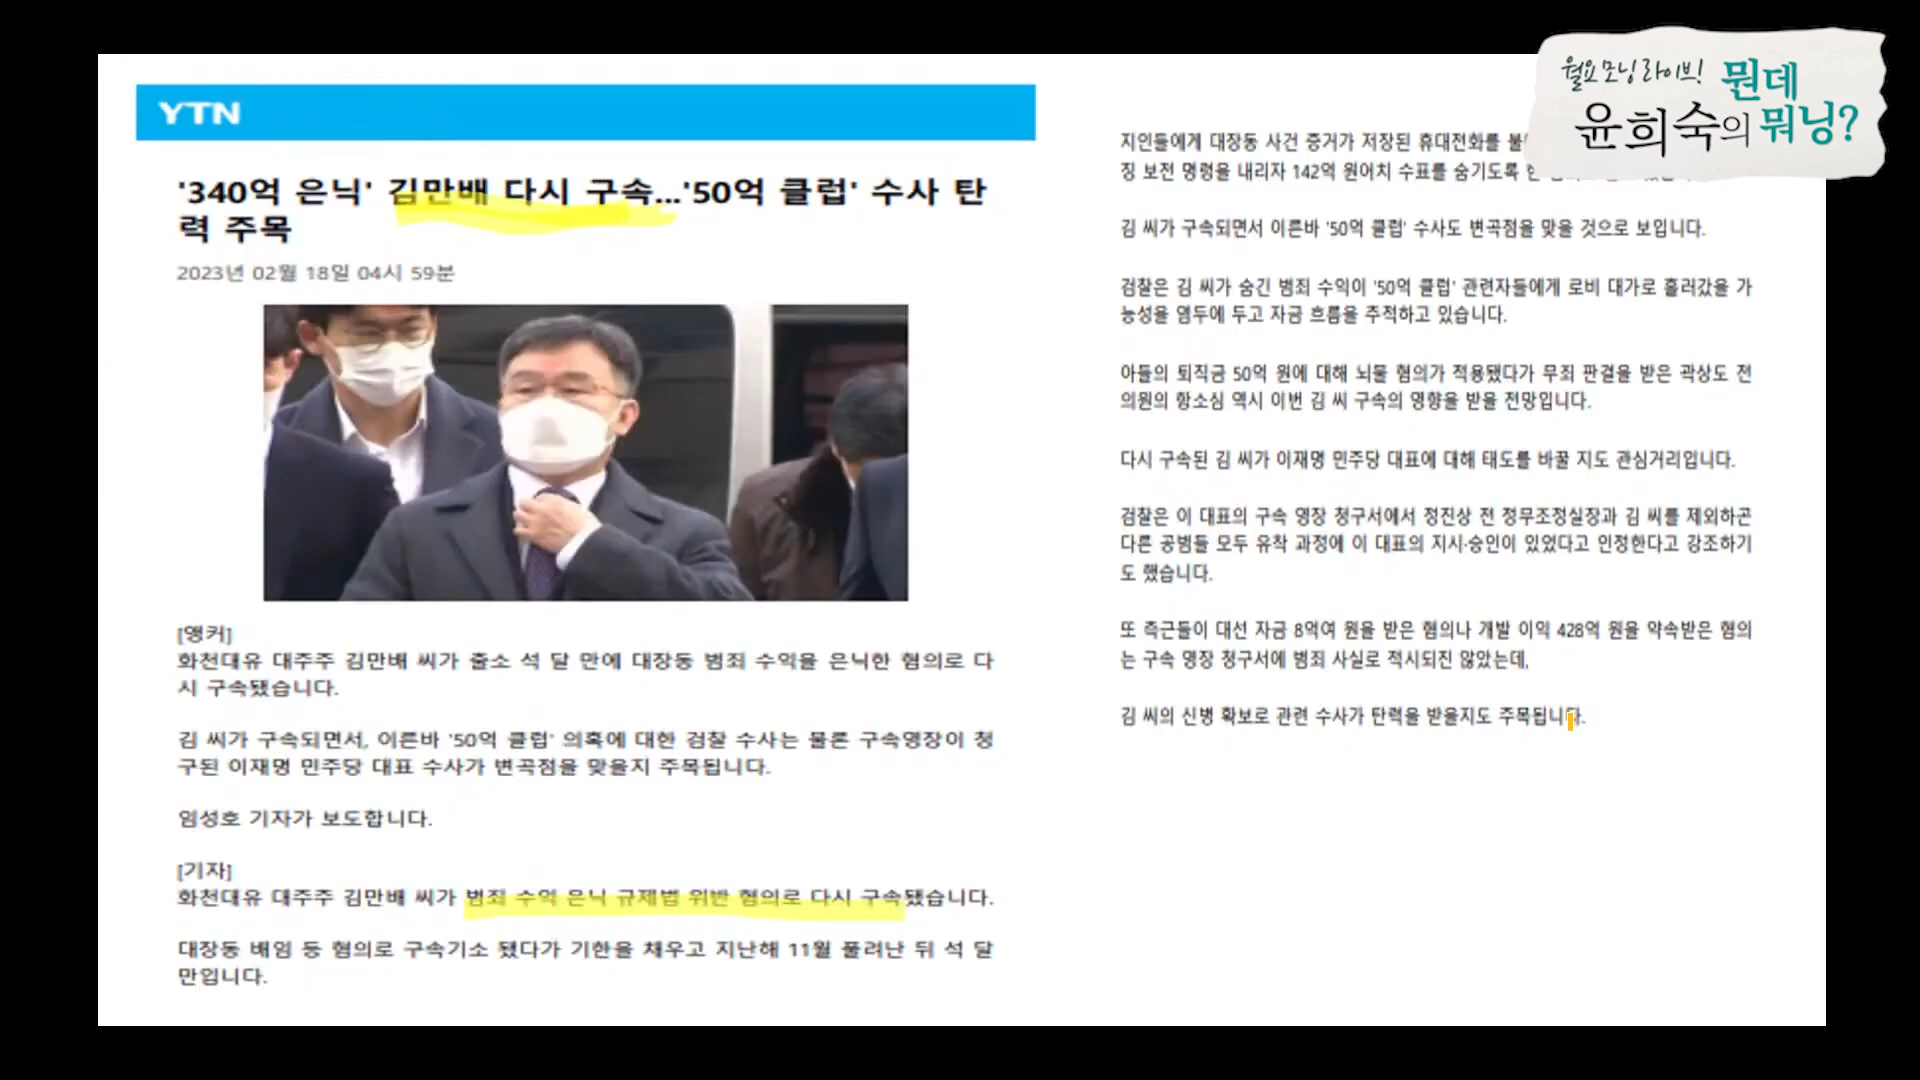 YTN
'340억 은닉' 김만배 다시 구속...'50억 클럽' 수사 탄
력 주목
2023년 02월 18일 04시 59분
[앵커]
화천대유 대주주 김만배 씨가 출소 석 달 만에 대장동 범죄 수익을 은닉한 혐의로 다
시 구속됐습니다.
김 씨가 구속되면서, 이른바 '50억 클럽' 의혹에 대한 검찰 수사는 물론 구속영장이 청
구된 이재명 민주당 대표 수사가 변곡점을 맞을지 주목됩니다.
임성호 기자가 보도합니다.
[기자]
화천대유 대주주 김만배 씨가 범죄 수익 은닉 규제법 위반 혐의로 다시 구속됐습니다.
대장동 배임 등 혐의로 구속기소 됐다가 기한을 채우고 지난해 11월 풀려난 뒤 석 달
만입니다.
월요모닝라이브! 뭔데
윤희숙의 뭐닝?
지인들에게 대장동 사건 증거가 저장된 휴대전화를
징 보전 명령을 내리자 142억 원어치 수표를 숨기도록
김 씨가 구속되면서 이른바 '50억 클럽' 수사도 변곡점을 맞을 것으로 보입니다.
검찰은 김 씨가 숨긴 범죄 수익이 '50억 클럽' 관련자들에게 로비 대가로 흘러갔을 가
능성을 염두에 두고 자금 흐름을 추적하고 있습니다.
아들의 퇴직금 50억 원에 대해 뇌물 혐의가 적용됐다가 무죄 판결을 받은 곽상도 전
의원의 항소심 역시 이번 김 씨 구속의 영향을 받을 전망입니다.
다시 구속된 김 씨가 이재명 민주당 대표에 대해 태도를 바꿀 지도 관심거리입니다.
검찰은 이 대표의 구속 영장 청구서에서 정진상 전 정무조정실장과 김 씨를 제외하곤
다른 공범들 모두 유착 과정에 이 대표의 지시·승인이 있었다고 인정한다고 강조하기
도 했습니다.
또 측근들이 대선 자금 8억여 원을 받은 혐의나 개발 이익 428억 원을 약속받은 혐의
는 구속 영장 청구서에 범죄 사실로 적시되진 않았는데,
김 씨의 신병 확보로 관련 수사가 탄력을 받을지도 주목됩니다.